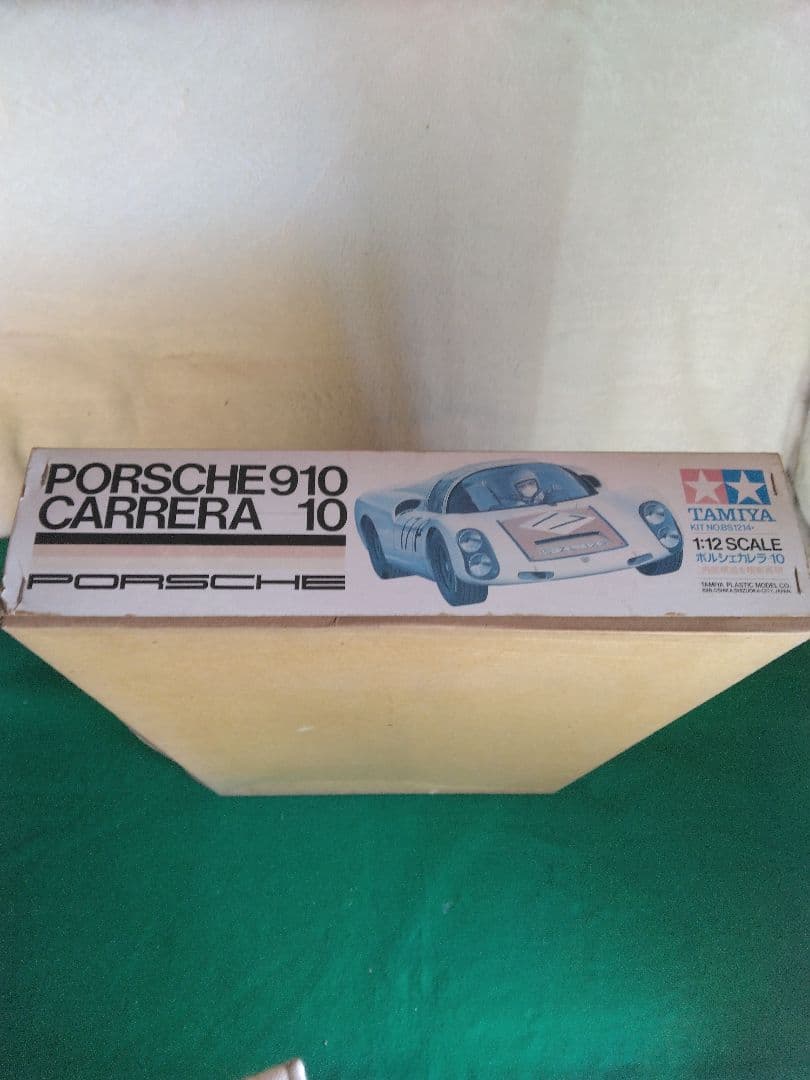 PORSCHE 910
CARRERA 10
PORSCHE
11
TAMIYA
KIT NO. BS1214
1:12 SCALE
ポルシェカレラ・10
TAMIYA PLASTIC MODEL CO.